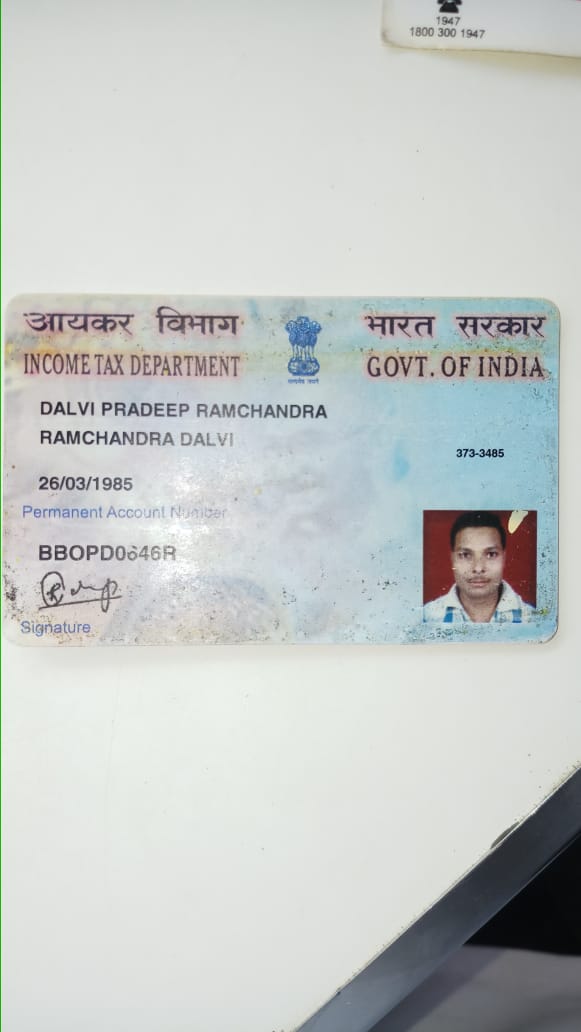 1947
1800 300 1947
आयकर विभाग
INCOME TAX DEPARTMENT
भारत सरकार
GOVT. OF INDIA
सत्यमेव जयते
DALVI PRADEEP RAMCHANDRA
RAMCHANDRA DALVI
373-3485
26/03/1985
Permanent Account Number
BBOPD0646R
Signature